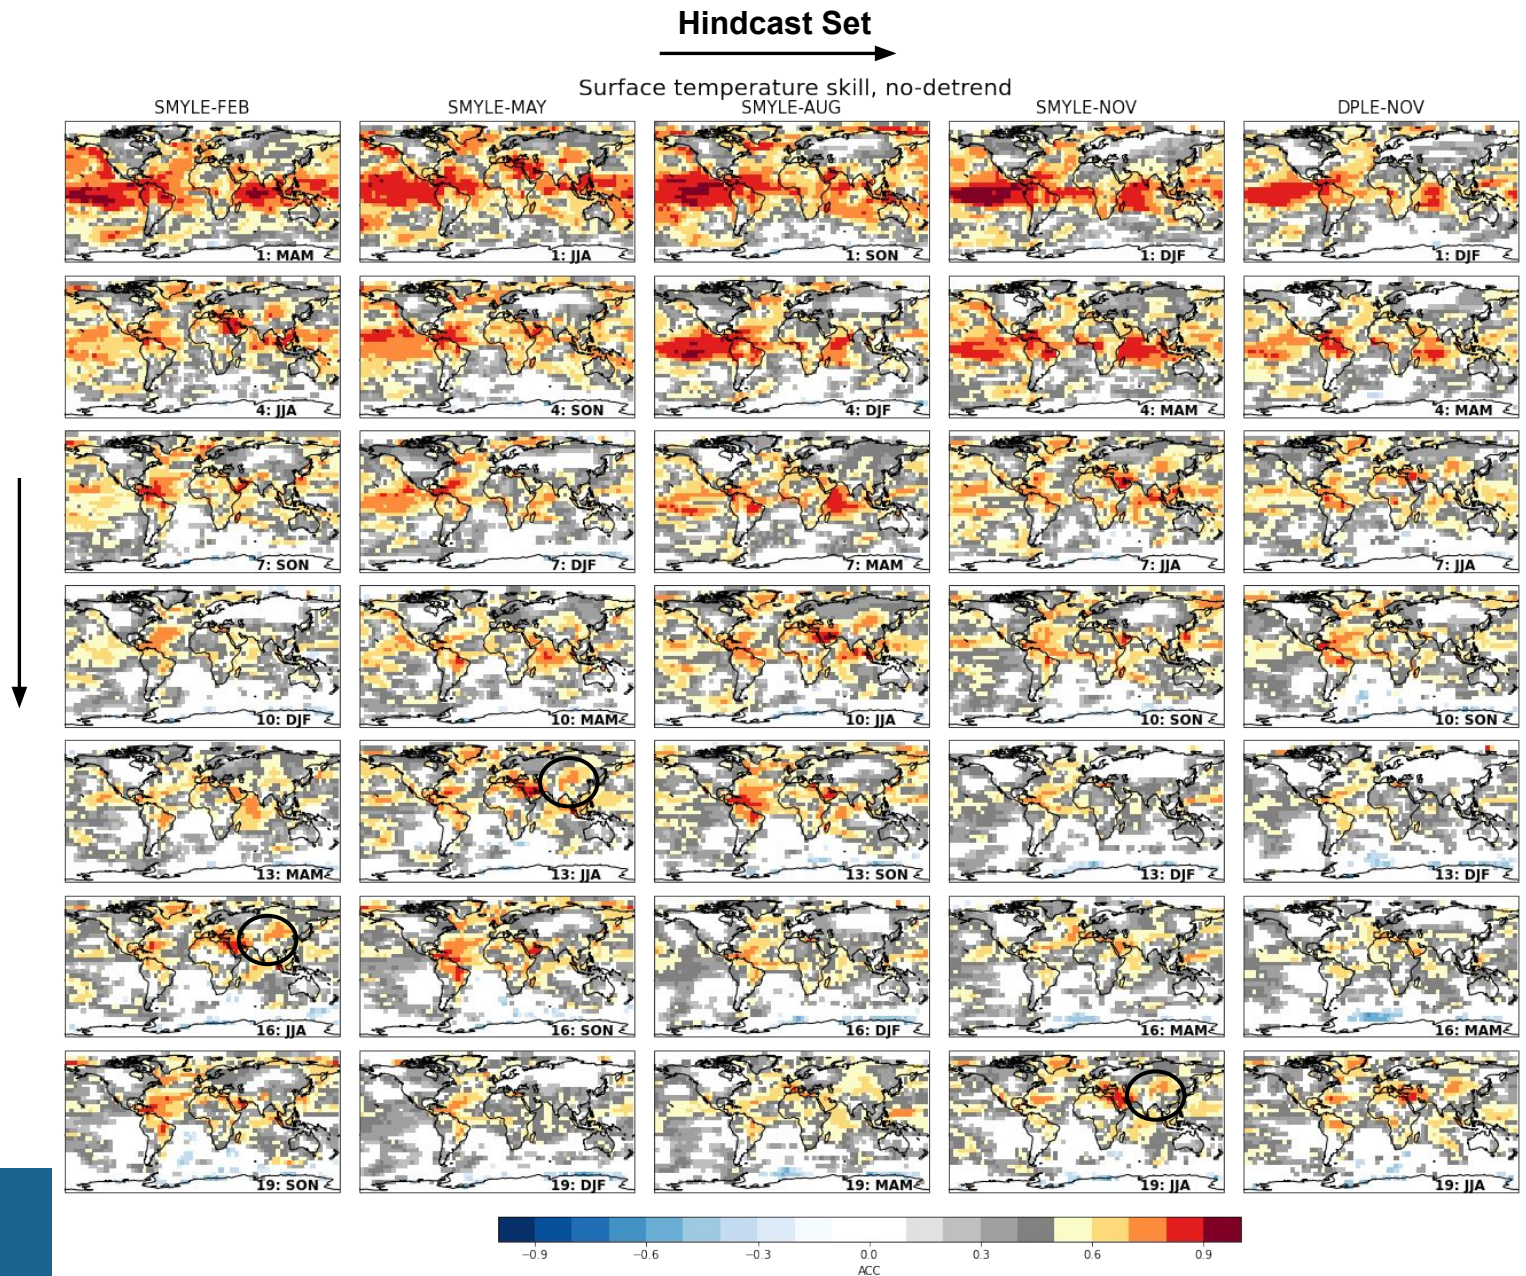 Hindcast Set
Surface temperature skill, no-detrend
SMYLE-FEB SMYLE-MAY SMYLE-AUG SMYLE-NOV DPLE-NOV
1: MAM 1: JJA 1: SON 1: DJF 1: DJF
4: JJA 4: SON 4: DJF 4: MAM 4: MAM
7: SON 7: DJF 7: MAM 7: JJA 7: JJA
10: DJF 10: MAM 10: JJA 10: SON 10: SON
13: MAM 13: JJA 13: SON 13: DJF 13: DJF
16: JJA 16: SON 16: DJF 16: MAM 16: MAM
19: SON 19: DJF 19: MAM 19: JJA 19: JJA
−0.9 −0.6 −0.3 0.0 0.3 0.6 0.9
ACC